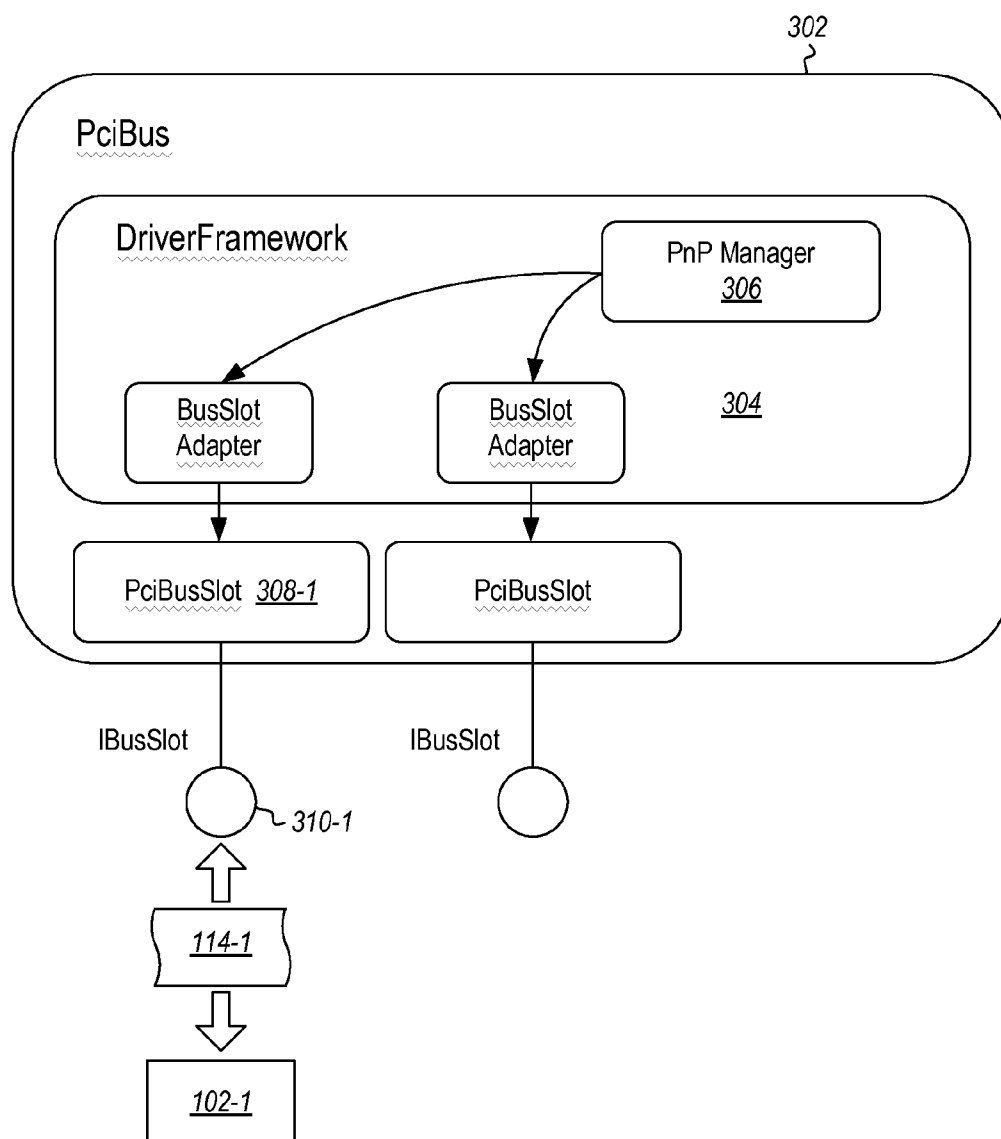 302
PciBus
DriverFramework
PnP Manager
306
BusSlot
Adapter
BusSlot
Adapter
304
PciBusSlot 308-1
PciBusSlot
IBusSlot
IBusSlot
310-1
114-1
102-1